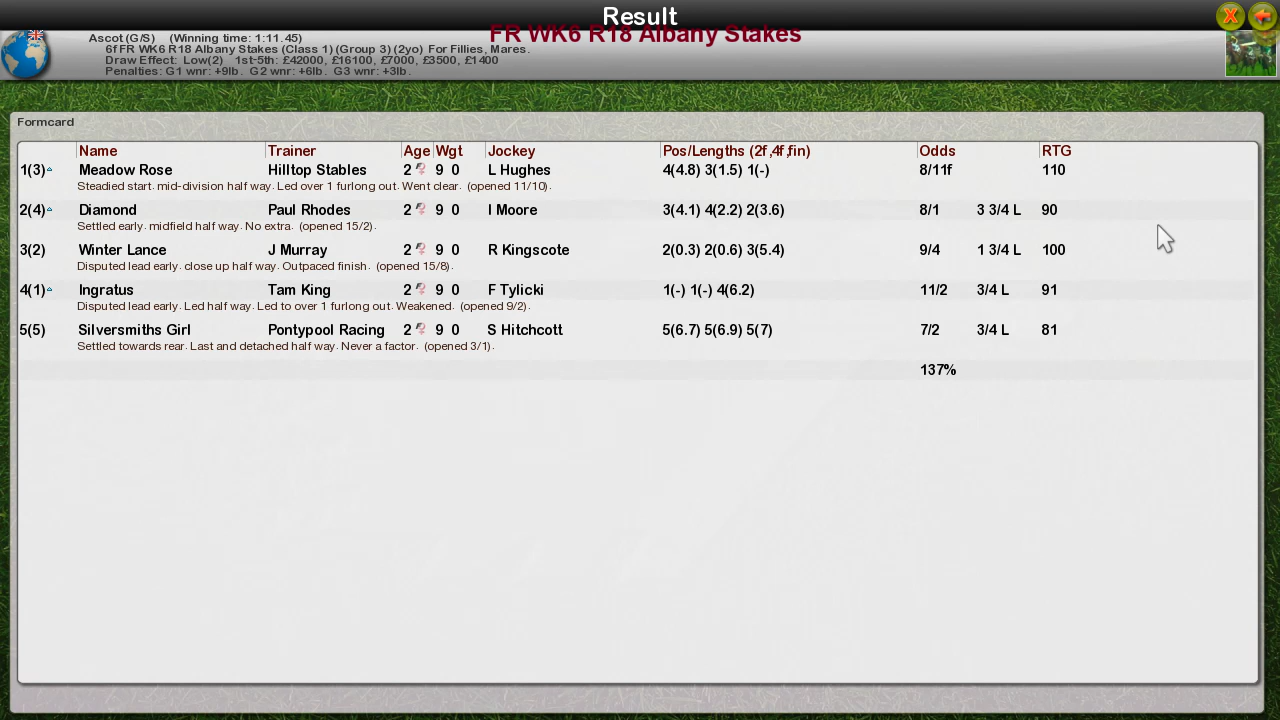 Result
FR WK6 R18 Albany Stakes
Ascot (G/S) (Winning time: 1:11.45)
6f FR WK6 R18 Albany Stakes (Class 1) (Group 3) (2yo) For Fillies, Mares.
Draw Effect: Low(2) 1st-5th: £42000, £16100, £7000, £3500, £1400
Penalties: G1 wnr: +9lb. G2 wnr: +6lb. G3 wnr: +3lb.
Formcard
Name Trainer Age Wgt Jockey Pos/Lengths (2f,4f,fin) Odds RTG
1(3) Meadow Rose Hilltop Stables 2 9 0 L Hughes 4(4.8) 3(1.5) 1(-) 8/11f 110
Steadied start. mid-division half way. Led over 1 furlong out. Went clear. (opened 11/10).
2(4) Diamond Paul Rhodes 2 9 0 I Moore 3(4.1) 4(2.2) 2(3.6) 8/1 3 3/4 L 90
Settled early. midfield half way. No extra. (opened 15/2).
3(2) Winter Lance J Murray 2 9 0 R Kingscote 2(0.3) 2(0.6) 3(5.4) 9/4 1 3/4 L 100
Disputed lead early. close up half way. Outpaced finish. (opened 15/8).
4(1) Ingratus Tam King 2 9 0 F Tylicki 1(-) 1(-) 4(6.2) 11/2 3/4 L 91
Disputed lead early. Led half way. Led to over 1 furlong out. Weakened. (opened 9/2).
5(5) Silversmiths Girl Pontypool Racing 2 9 0 S Hitchcott 5(6.7) 5(6.9) 5(7) 7/2 3/4 L 81
Settled towards rear. Last and detached half way. Never a factor. (opened 3/1).
137%